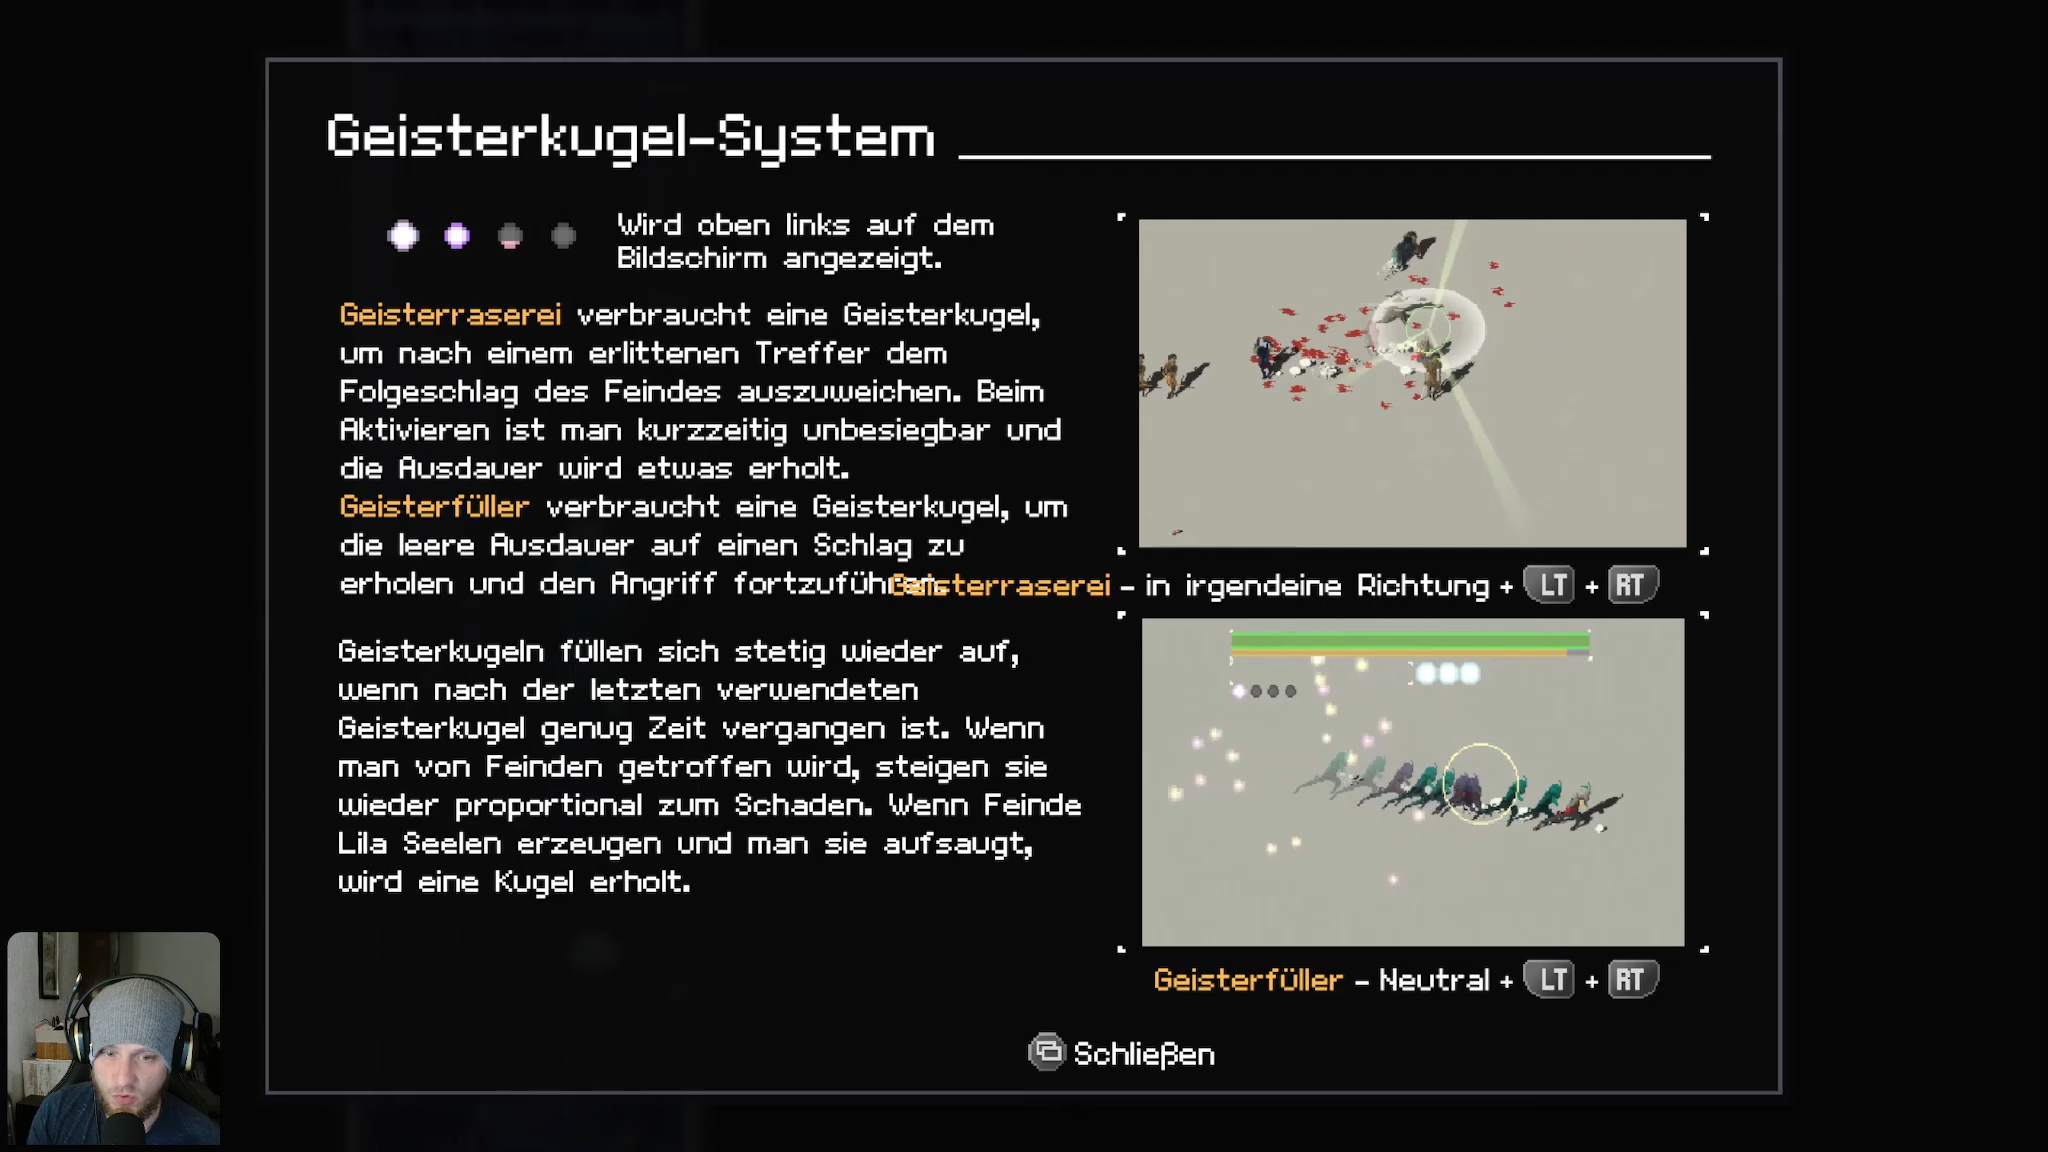 Geisterkugel-System
Wird oben links auf dem
Bildschirm angezeigt.
Geisterraserei verbraucht eine Geisterkugel,
um nach einem erlittenen Treffer dem
Folgeschlag des Feindes auszuweichen. Beim
Aktivieren ist man kurzzeitig unbesiegbar und
die Ausdauer wird etwas erholt.
Geisterfüller verbraucht eine Geisterkugel, um
die leere Ausdauer auf einen Schlag zu
erholen und den Angriff fortzuführen.
Geisterkugeln füllen sich stetig wieder auf,
wenn nach der letzten verwendeten
Geisterkugel genug Zeit vergangen ist. Wenn
man von Feinden getroffen wird, steigen sie
wieder proportional zum Schaden. Wenn Feinde
Lila Seelen erzeugen und man sie aufsaugt,
wird eine Kugel erholt.
Geisterraserei - in irgendeine Richtung + LT + RT
Geisterfüller - Neutral + LT + RT
Schließen